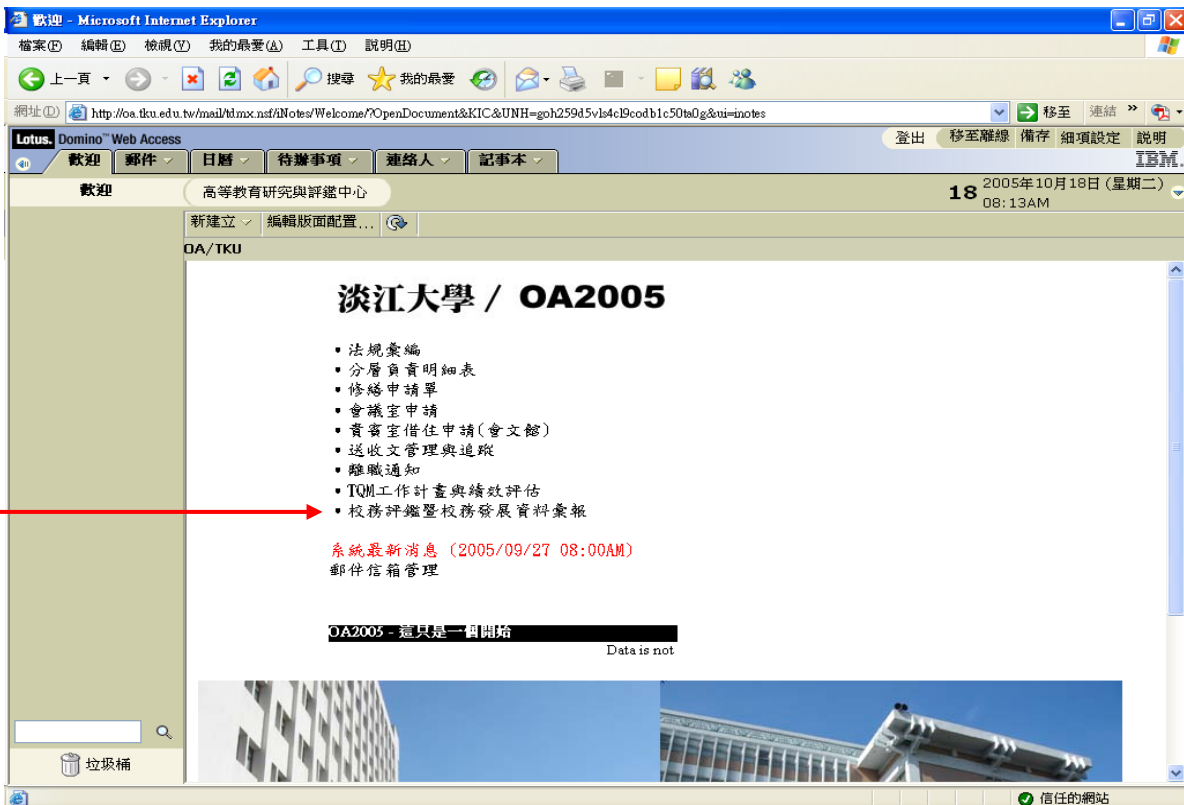 歡迎 - Microsoft Internet Explorer
檔案(F) 編輯(E) 檢視(V) 我的最愛(A) 工具(T) 說明(H)
上一頁 搜尋 我的最愛
網址(D) http://oa.tku.edu.tw/mail/tdmx.nsf/iNotes/Welcome/?OpenDocument&KIC&UNH=goh259d5vls4cl9codb1c50ta0g&ui=inotes 移至 連結 »
Lotus. Domino™ Web Access 登出 移至離線 備存 細項設定 說明
歡迎 郵件 日曆 待辦事項 連絡人 記事本 IBM.
歡迎 高等教育研究與評鑑中心 18 2005年10月18日 (星期二)
08:13AM
新建立 編輯版面配置...
OA/TKU
淡江大學 / OA2005
• 法規彙編
• 分層負責明細表
• 修繕申請單
• 會議室申請
• 貴賓室借住申請(會文館)
• 送收文管理與追蹤
• 離職通知
• TQM工作計畫與績效評估
• 校務評鑑暨校務發展資料彙報
系統最新消息 (2005/09/27 08:00AM)
郵件信箱管理
OA2005 - 這只是一個開始
Data is not
垃圾桶
信任的網站